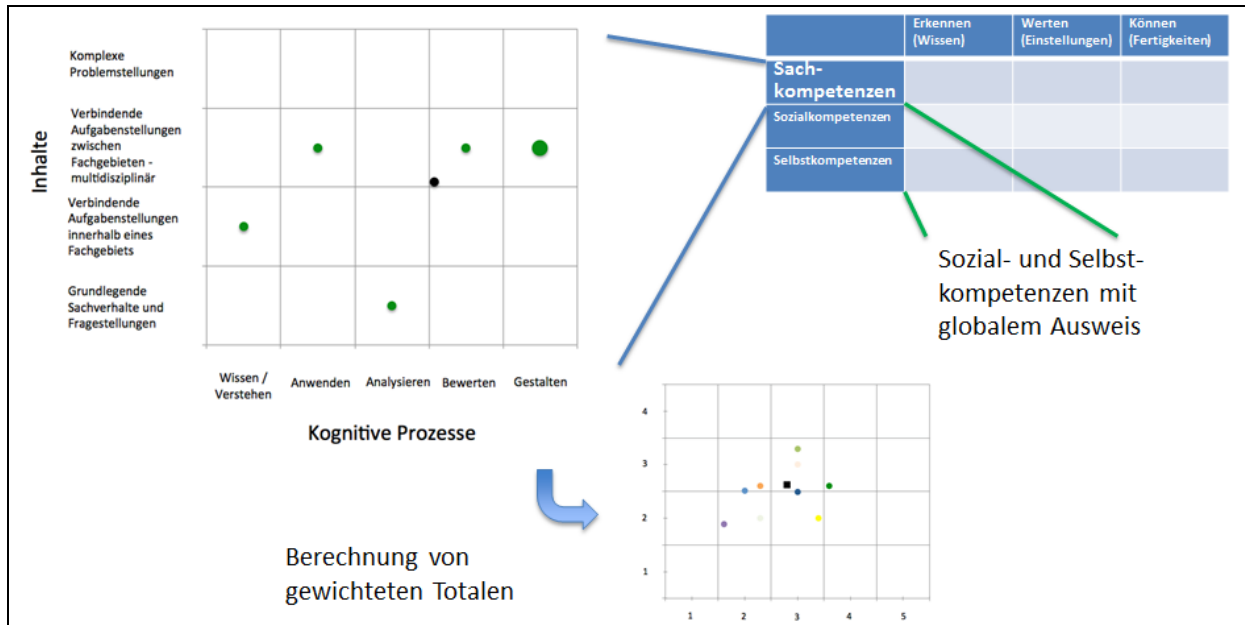 Inhalte
Komplexe
Problemstellungen
Verbindende
Aufgabenstellungen
zwischen
Fachgebieten -
multidisziplinär
Verbindende
Aufgabenstellungen
innerhalb eines
Fachgebiets
Grundlegende
Sachverhalte und
Fragestellungen
Wissen /
Verstehen
Anwenden
Analysieren
Bewerten
Gestalten
Kognitive Prozesse
Erkennen
(Wissen)
Werten
(Einstellungen)
Können
(Fertigkeiten)
Sach-
kompetenzen
Sozialkompetenzen
Selbstkompetenzen
Sozial- und Selbst-
kompetenzen mit
globalem Ausweis
Berechnung von
gewichteten Totalen
4
3
2
1
1 2 3 4 5